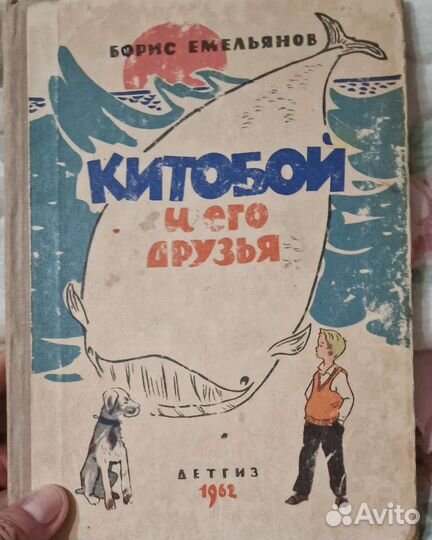 БОРИС ЕМЕЛЬЯНОВ
КИТОБОЙ
И ЕГО
ДРУЗЬЯ
ДЕТГИЗ
1962
Avito